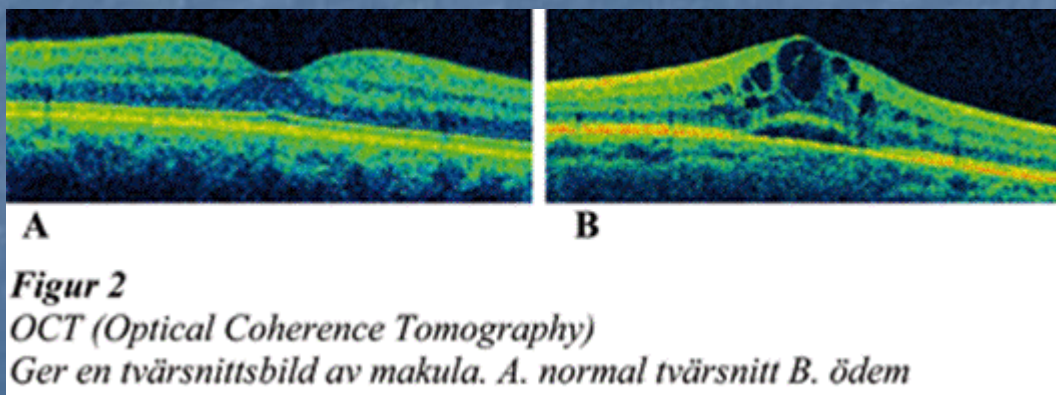 A B
Figur 2
OCT (Optical Coherence Tomography)
Ger en tvärsnittsbild av makula. A. normal tvärsnitt B. ödem